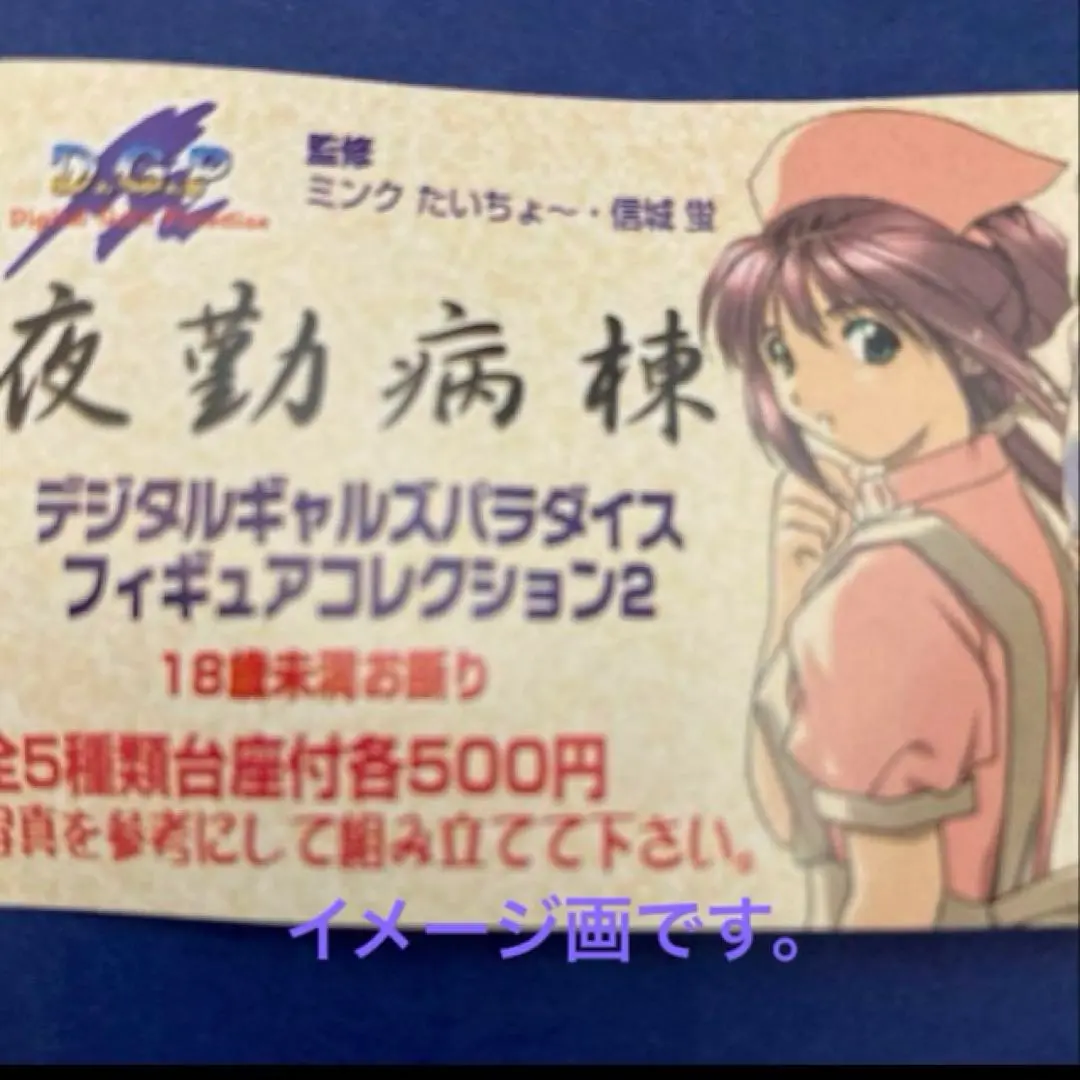 D.G.P
監修
ミンク たいちょ〜・信城 蛍
夜勤病棟
デジタルギャルズパラダイス
フィギュアコレクション2
18歳未満お断り
全5種類台座付各500円
写真を参考にして組み立てて下さい。
イメージ画です。